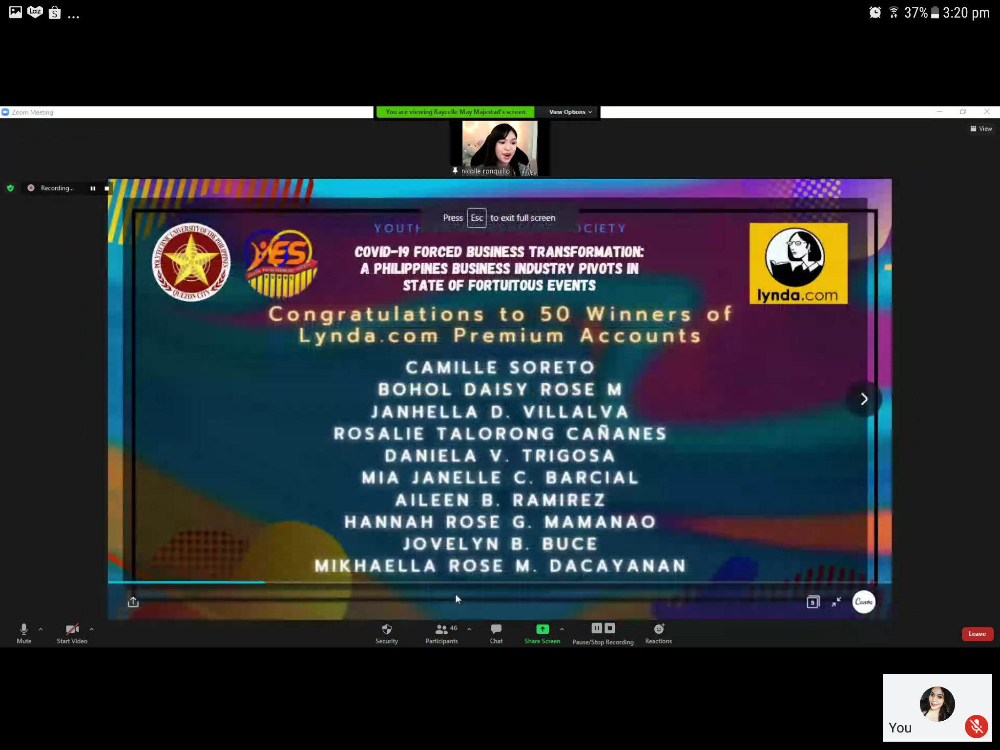 Laz
S
...
37%
3:20 pm
Zoom Meeting
You are viewing Raycelle May Majestad's screen
View Options
View
nicolle ronquillo
Recording...
Press Esc to exit full screen
YOUTH
SOCIETY
POLYTECHNIC UNIVERSITY OF THE PHILIPPINES
QUEZON CITY
YES
COVID-19 FORCED BUSINESS TRANSFORMATION:
A PHILIPPINES BUSINESS INDUSTRY PIVOTS IN
STATE OF FORTUITOUS EVENTS
lynda.com
Congratulations to 50 Winners of
Lynda.com Premium Accounts
CAMILLE SORETO
BOHOL DAISY ROSE M
JANHELLA D. VILLALVA
ROSALIE TALORONG CAÑANES
DANIELA V. TRIGOSA
MIA JANELLE C. BARCIAL
AILEEN B. RAMIREZ
HANNAH ROSE G. MAMANAO
JOVELYN B. BUCE
MIKHAELLA ROSE M. DACAYANAN
5
Canva
Mute
Start Video
Security
46
Participants
Chat
Share Screen
Pause/Stop Recording
Reactions
Leave
You